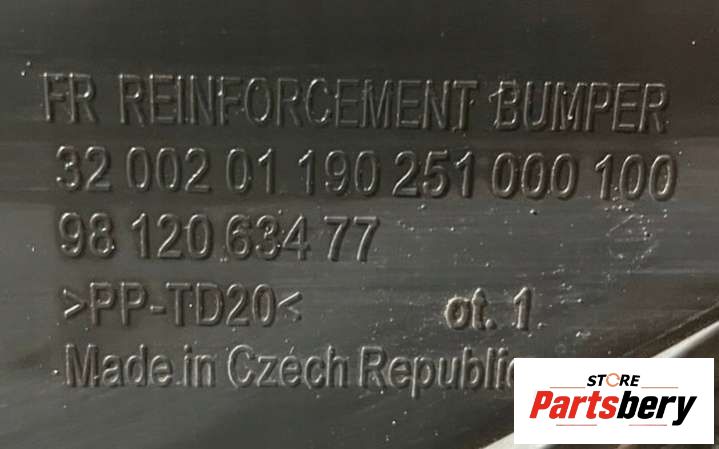 FR REINFORCEMENT BUMPER
32 002 01 190 251 000 100
98 120 634 77
>PP-TD20< ot. 1
Made in Czech Republic
STORE
Partsbery